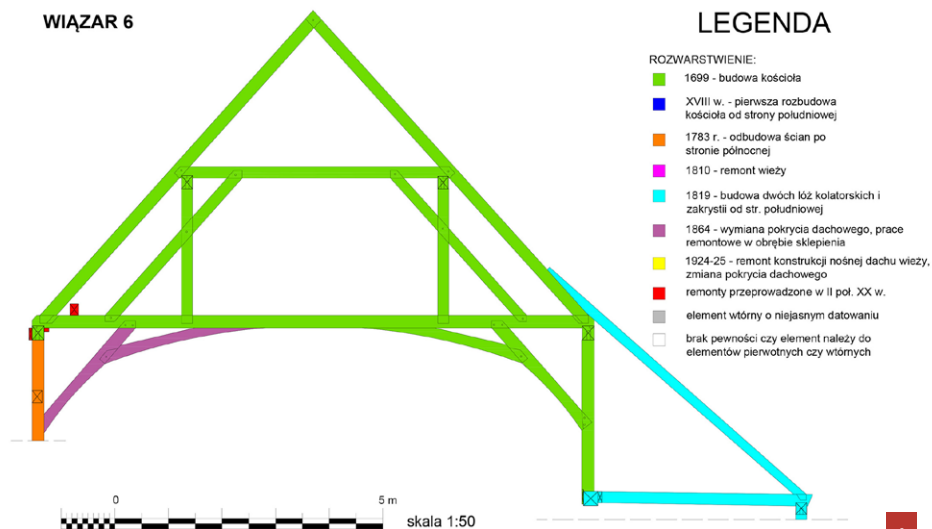 WIĄZAR 6
LEGENDA
ROZWARSTWIENIE:
1699 - budowa kościoła
XVIII w. - pierwsza rozbudowa
kościoła od strony południowej
1783 r. - odbudowa ścian po
stronie północnej
1810 - remont wieży
1819 - budowa dwóch lóż kolatorskich i
zakrystii od str. południowej
1864 - wymiana pokrycia dachowego, prace
remontowe w obrębie sklepienia
1924-25 - remont konstrukcji nośnej dachu wieży,
zmiana pokrycia dachowego
remonty przeprowadzone w II poł. XX w.
element wtórny o niejasnym datowaniu
brak pewności czy element należy do
elementów pierwotnych czy wtórnych
0 5 m
skala 1:50